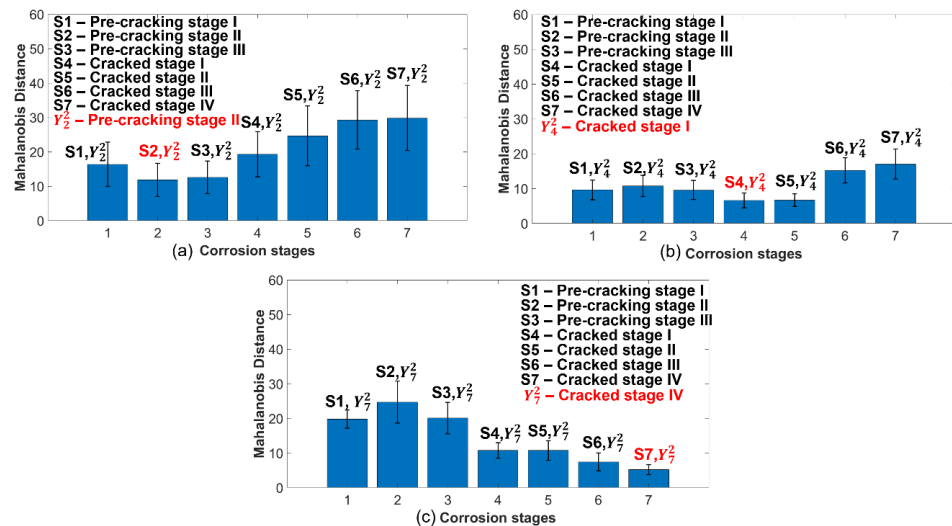 60
50
40
30
20
10
0
Mahalanobis Distance
S1 – Pre-cracking stage I
S2 – Pre-cracking stage II
S3 – Pre-cracking stage III
S4 – Cracked stage I
S5 – Cracked stage II
S6 – Cracked stage III
S7 – Cracked stage IV
Y₂² – Pre-cracking stage II
S1,Y₂²
S2,Y₂²
S3,Y₂²
S4,Y₂²
S5,Y₂²
S6,Y₂²
S7,Y₂²
1 2 3 4 5 6 7
(a) Corrosion stages
60
50
40
30
20
10
0
Mahalanobis Distance
S1 – Pre-cracking stage I
S2 – Pre-cracking stage II
S3 – Pre-cracking stage III
S4 – Cracked stage I
S5 – Cracked stage II
S6 – Cracked stage III
S7 – Cracked stage IV
Y₄² – Cracked stage I
S1,Y₄²
S2,Y₄²
S3,Y₄²
S4,Y₄²
S5,Y₄²
S6,Y₄²
S7,Y₄²
1 2 3 4 5 6 7
(b) Corrosion stages
60
50
40
30
20
10
0
Mahalanobis Distance
S1 – Pre-cracking stage I
S2 – Pre-cracking stage II
S3 – Pre-cracking stage III
S4 – Cracked stage I
S5 – Cracked stage II
S6 – Cracked stage III
S7 – Cracked stage IV
Y₇² – Cracked stage IV
S1, Y₇²
S2,Y₇²
S3,Y₇²
S4,Y₇²
S5,Y₇²
S6,Y₇²
S7,Y₇²
1 2 3 4 5 6 7
(c) Corrosion stages